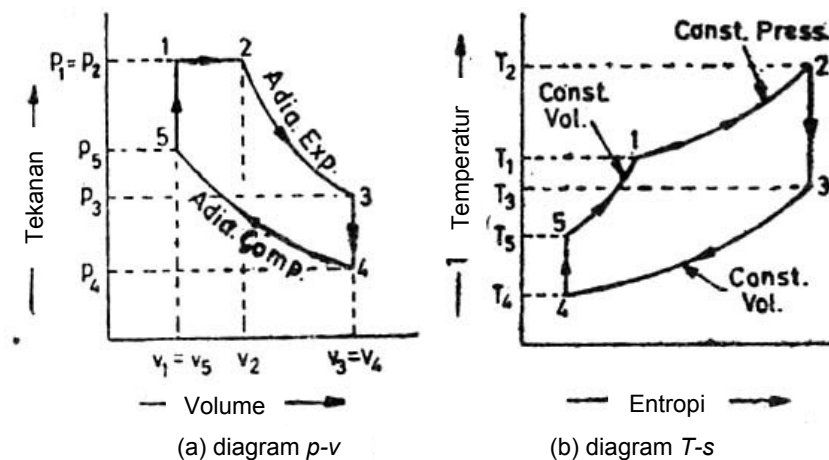 Tekanan
p₁ = p₂
p₅
p₃
p₄
1
2
3
4
5
Adia. Exp.
Adia. Comp.
v₁ = v₅
v₂
v₃ = v₄
Volume
(a) diagram p-v
Temperatur
T₂
T₁
T₃
T₅
T₄
Const. Press.
Const.
Vol.
1
2
3
4
5
Const.
Vol.
Entropi
(b) diagram T-s